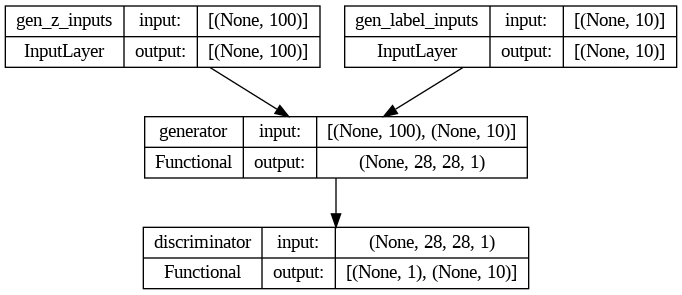 gen_z_inputs input: [(None, 100)]
InputLayer output: [(None, 100)]
gen_label_inputs input: [(None, 10)]
InputLayer output: [(None, 10)]
generator input: [(None, 100), (None, 10)]
Functional output: (None, 28, 28, 1)
discriminator input: (None, 28, 28, 1)
Functional output: [(None, 1), (None, 10)]